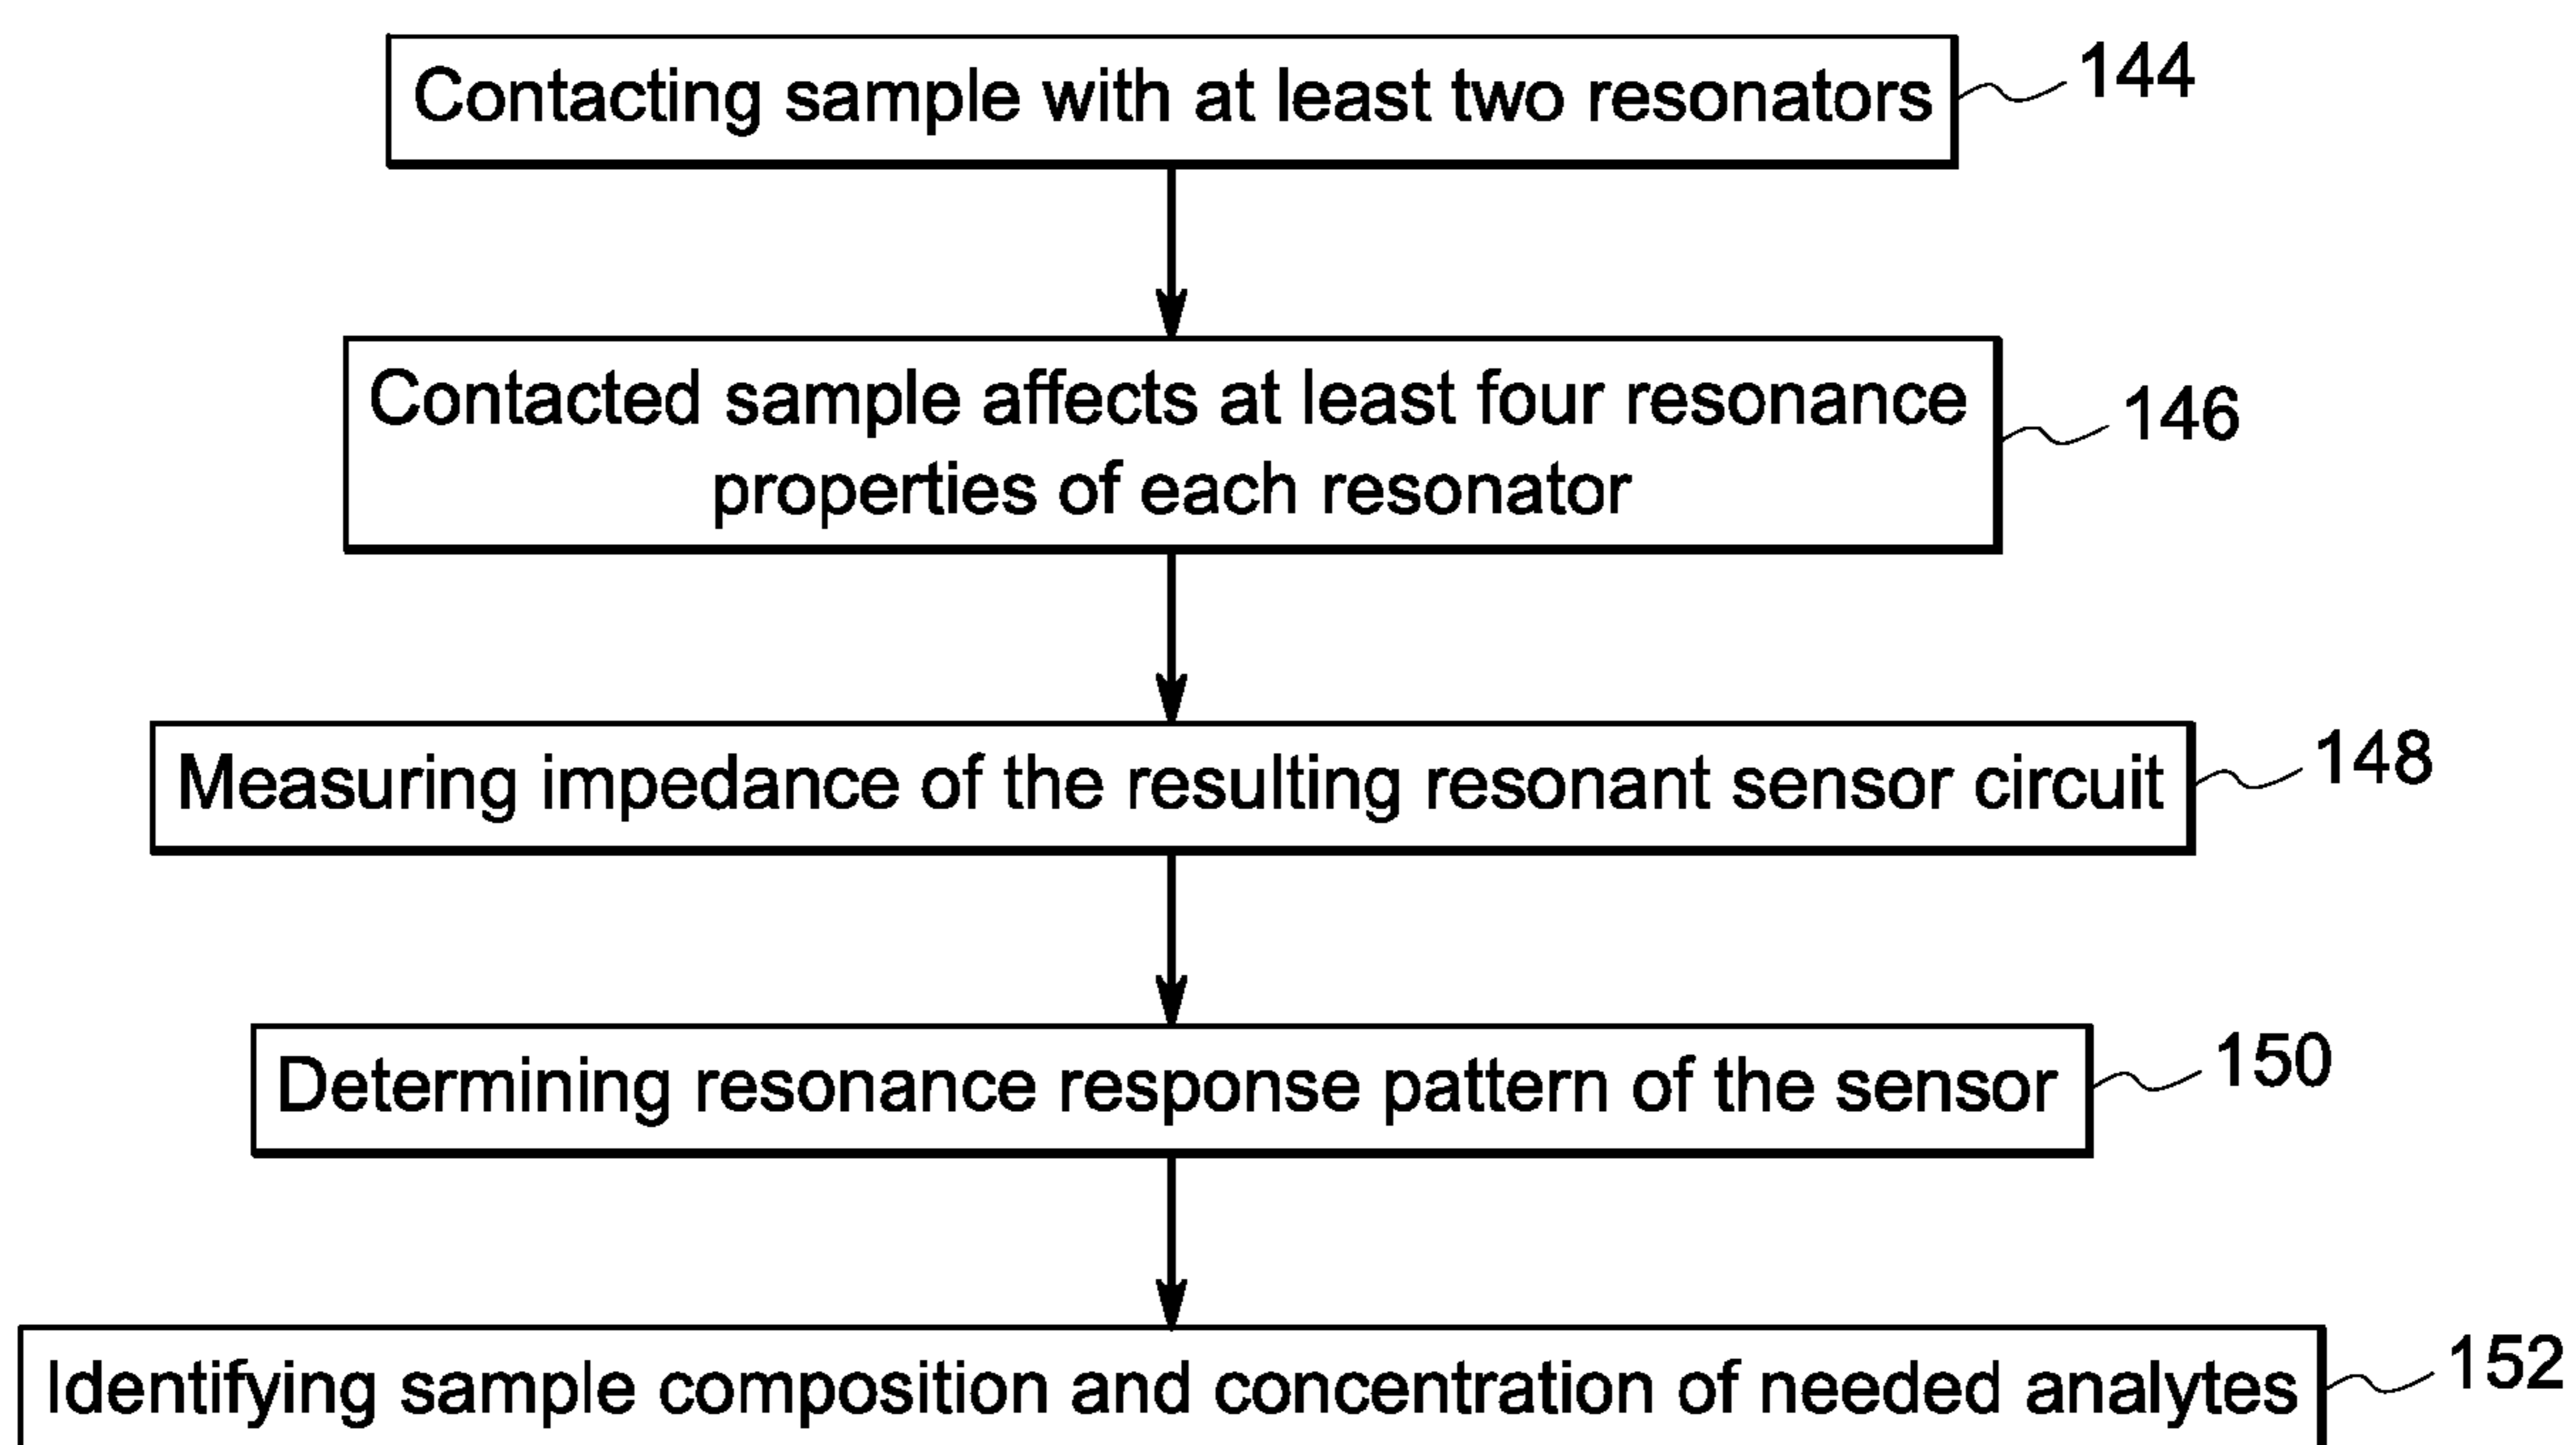 Contacting sample with at least two resonators
144
Contacted sample affects at least four resonance
properties of each resonator
146
Measuring impedance of the resulting resonant sensor circuit
148
Determining resonance response pattern of the sensor
150
Identifying sample composition and concentration of needed analytes
152